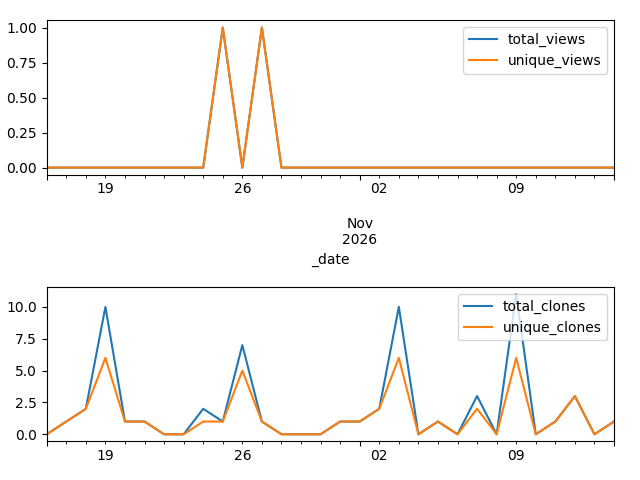 1.00
0.75
0.50
0.25
0.00
total_views
unique_views
19 26 02 09
Nov
2026
_date
10.0
7.5
5.0
2.5
0.0
total_clones
unique_clones
19 26 02 09